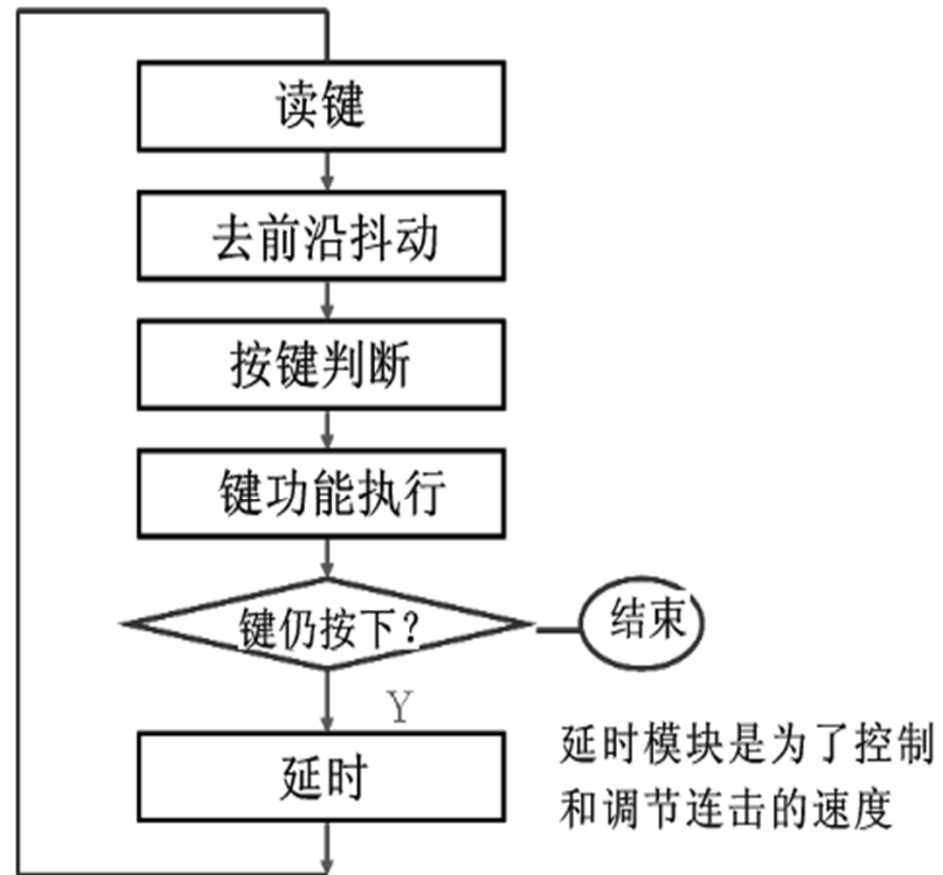 读键
去前沿抖动
按键判断
键功能执行
键仍按下？
结束
Y
延时
延时模块是为了控制
和调节连击的速度